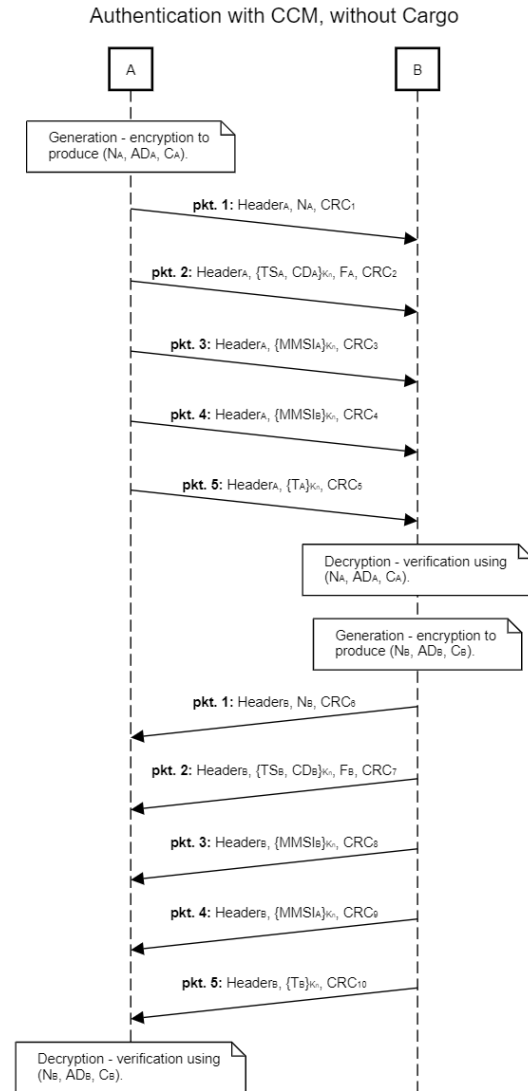 Authentication with CCM, without Cargo
A
B
Generation - encryption to
produce (NA, ADA, CA).
pkt. 1: HeaderA, NA, CRC₁
pkt. 2: HeaderA, {TSA, CDA}Kₙ, FA, CRC₂
pkt. 3: HeaderA, {MMSIA}Kₙ, CRC₃
pkt. 4: HeaderA, {MMSIB}Kₙ, CRC₄
pkt. 5: HeaderA, {TA}Kₙ, CRC₅
Decryption - verification using
(NA, ADA, CA).
Generation - encryption to
produce (NB, ADB, CB).
pkt. 1: HeaderB, NB, CRC₆
pkt. 2: HeaderB, {TSB, CDB}Kₙ, FB, CRC₇
pkt. 3: HeaderB, {MMSIB}Kₙ, CRC₈
pkt. 4: HeaderB, {MMSIA}Kₙ, CRC₉
pkt. 5: HeaderB, {TB}Kₙ, CRC₁₀
Decryption - verification using
(NB, ADB, CB).